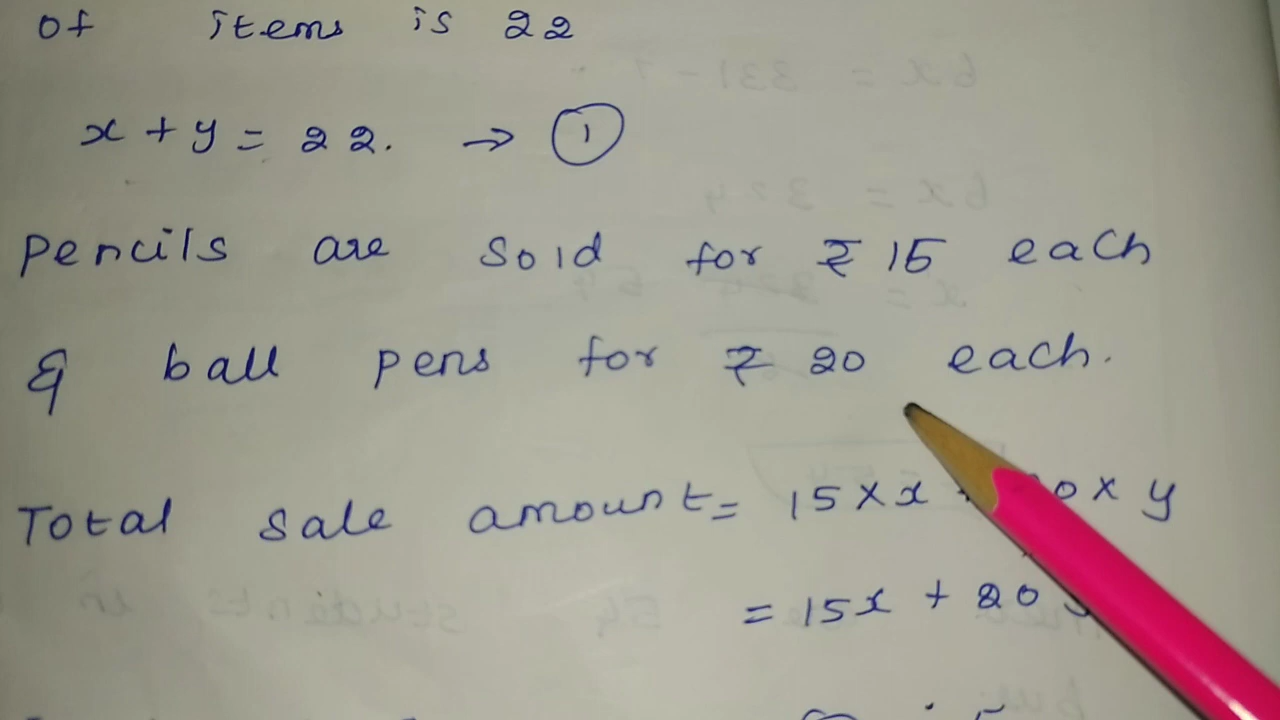 of items is 22
x + y = 22. → ①
pencils are sold for ₹ 15 each
& ball pens for ₹ 20 each.
Total sale amount = 15 × x + 20 × y
= 15x + 20y